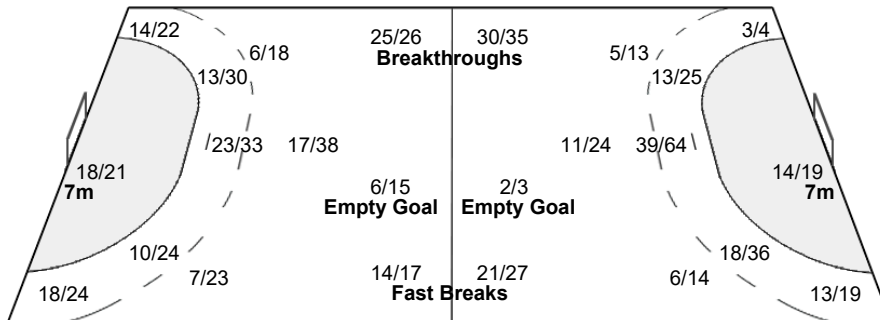 14/22 25/26 30/35 3/4
6/18 Breakthroughs 5/13
13/30 13/25
23/33 17/38 11/24 39/64
18/21 14/19
7m 7m
6/15 2/3
Empty Goal Empty Goal
10/24 18/36
7/23 14/17 21/27 6/14
18/24 Fast Breaks 13/19